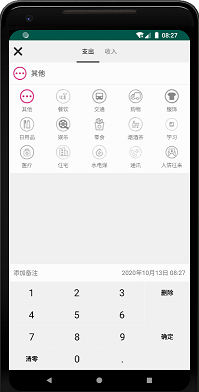 08:27
支出 收入
其他
其他 餐饮 交通 购物 服饰
日用品 娱乐 零食 烟酒茶 学习
医疗 住宅 水电煤 通讯 人情往来
添加备注 2020年10月13日 08:27
1 2 3 删除
4 5 6
7 8 9 确定
清零 0 .